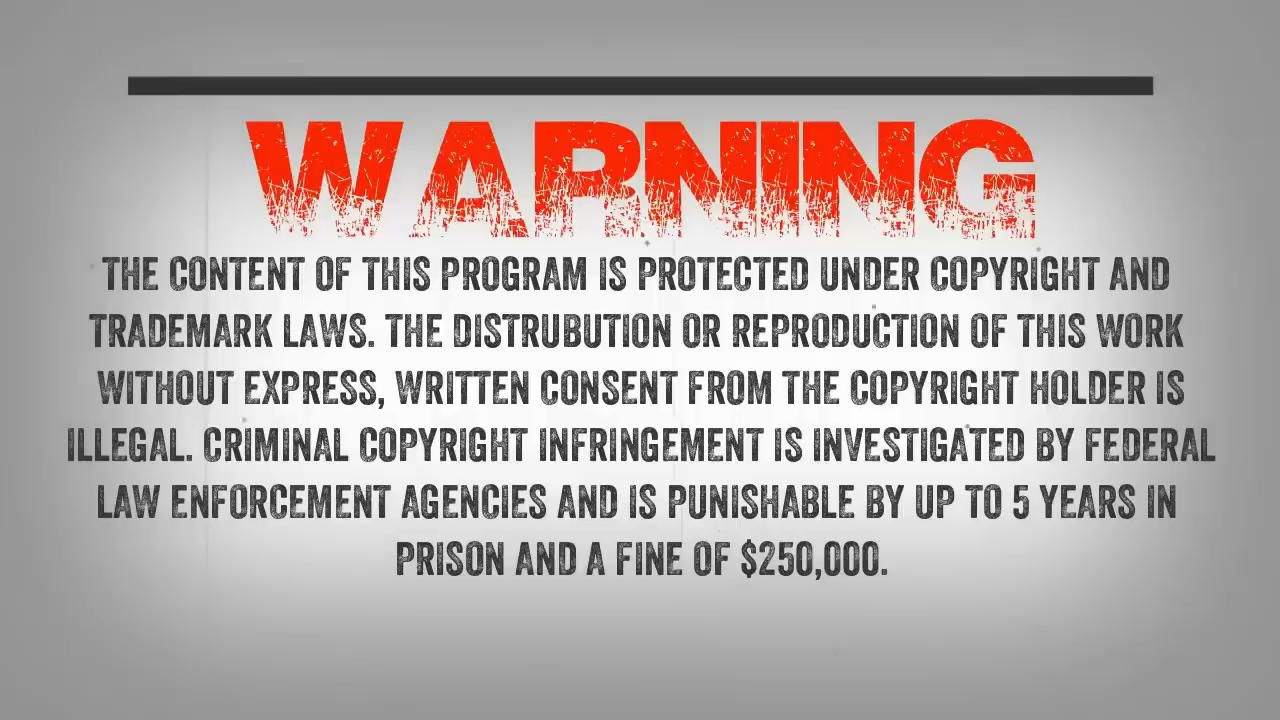 WARNING
THE CONTENT OF THIS PROGRAM IS PROTECTED UNDER COPYRIGHT AND
TRADEMARK LAWS. THE DISTRUBUTION OR REPRODUCTION OF THIS WORK
WITHOUT EXPRESS, WRITTEN CONSENT FROM THE COPYRIGHT HOLDER IS
ILLEGAL. CRIMINAL COPYRIGHT INFRINGEMENT IS INVESTIGATED BY FEDERAL
LAW ENFORCEMENT AGENCIES AND IS PUNISHABLE BY UP TO 5 YEARS IN
PRISON AND A FINE OF $250,000.